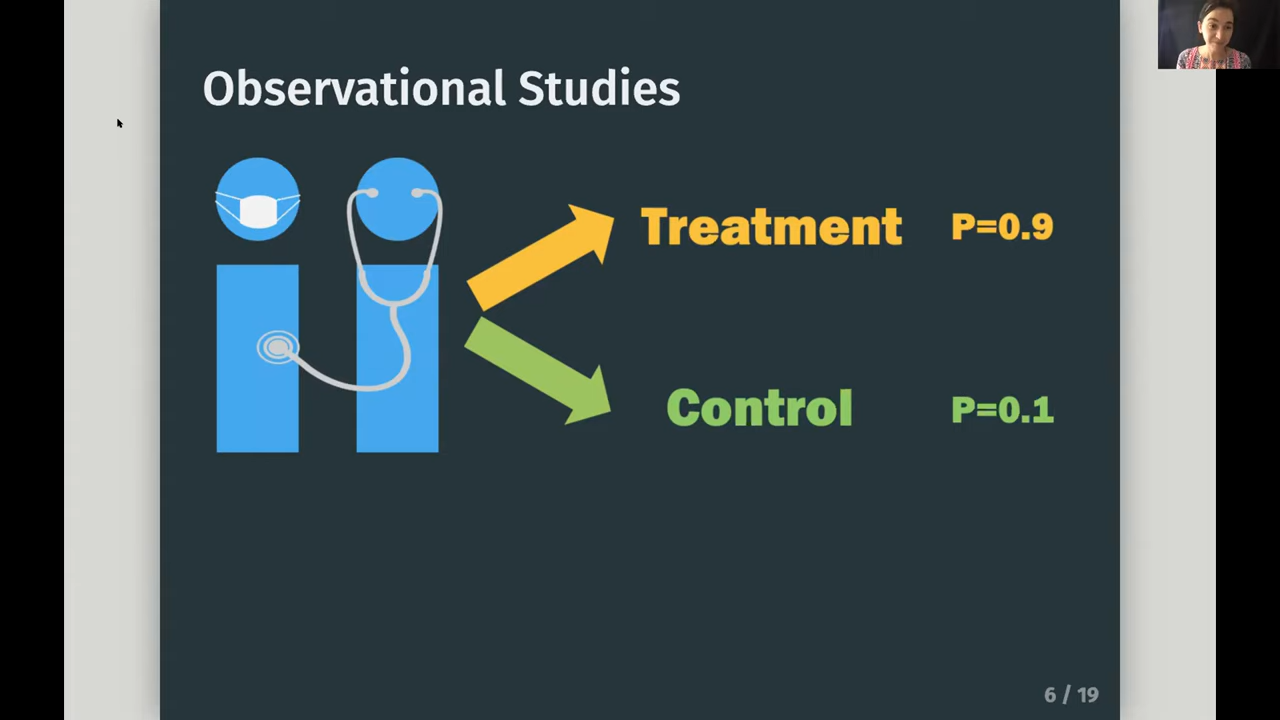 Observational Studies
Treatment P=0.9
Control P=0.1
6 / 19